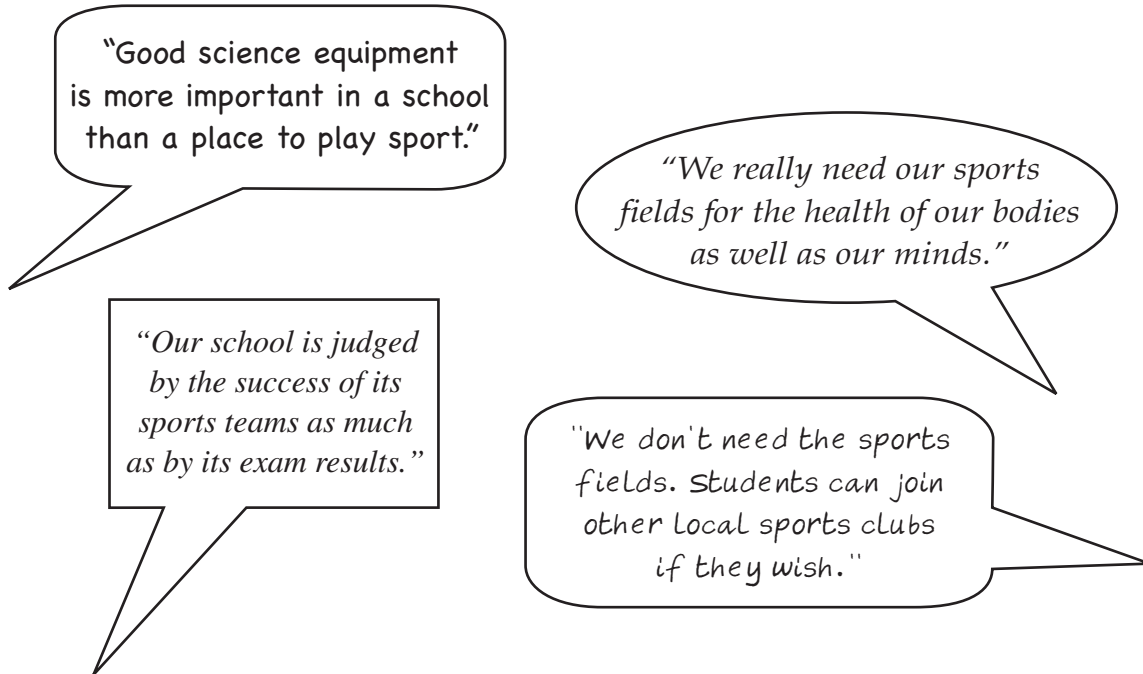 “Good science equipment
is more important in a school
than a place to play sport.”
“We really need our sports
fields for the health of our bodies
as well as our minds.”
“Our school is judged
by the success of its
sports teams as much
as by its exam results.”
"We don't need the sports
fields. Students can join
other local sports clubs
if they wish."